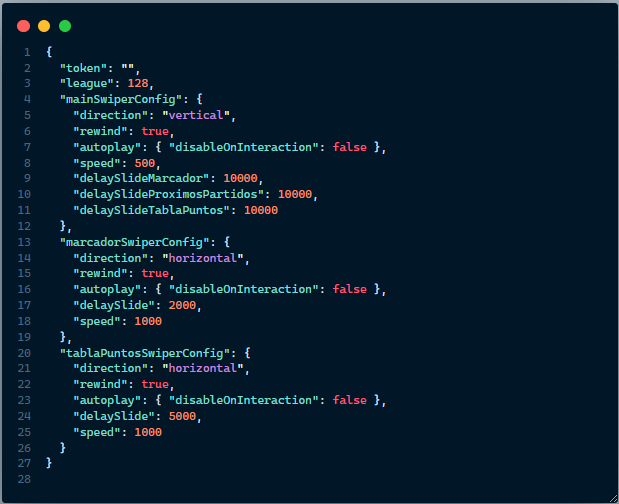 1 {
2   "token": "",
3   "league": 128,
4   "mainSwiperConfig": {
5     "direction": "vertical",
6     "rewind": true,
7     "autoplay": { "disableOnInteraction": false },
8     "speed": 500,
9     "delaySlideMarcador": 10000,
10     "delaySlideProximosPartidos": 10000,
11     "delaySlideTablaPuntos": 10000
12   },
13   "marcadorSwiperConfig": {
14     "direction": "horizontal",
15     "rewind": true,
16     "autoplay": { "disableOnInteraction": false },
17     "delaySlide": 2000,
18     "speed": 1000
19   },
20   "tablaPuntosSwiperConfig": {
21     "direction": "horizontal",
22     "rewind": true,
23     "autoplay": { "disableOnInteraction": false },
24     "delaySlide": 5000,
25     "speed": 1000
26   }
27 }
28